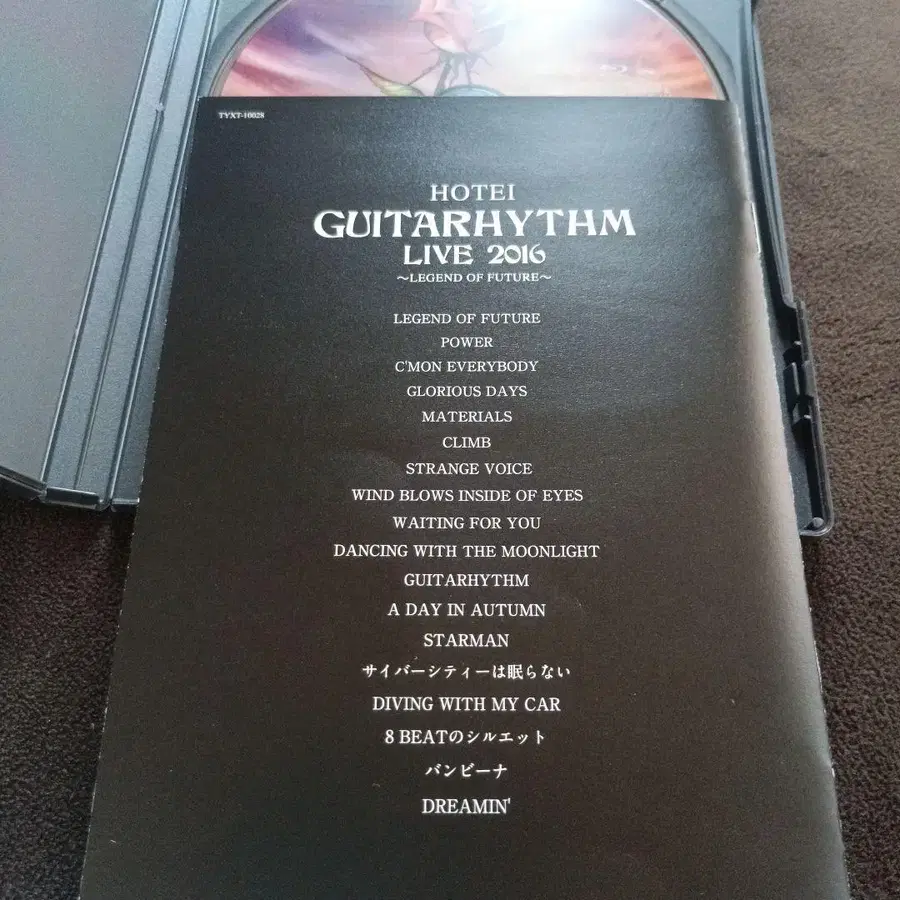 TYXT-10028
HOTEI
GUITARHYTHM
LIVE 2016
〜LEGEND OF FUTURE〜
LEGEND OF FUTURE
POWER
C'MON EVERYBODY
GLORIOUS DAYS
MATERIALS
CLIMB
STRANGE VOICE
WIND BLOWS INSIDE OF EYES
WAITING FOR YOU
DANCING WITH THE MOONLIGHT
GUITARHYTHM
A DAY IN AUTUMN
STARMAN
サイバーシティーは眠らない
DIVING WITH MY CAR
8 BEATのシルエット
バンビーナ
DREAMIN'